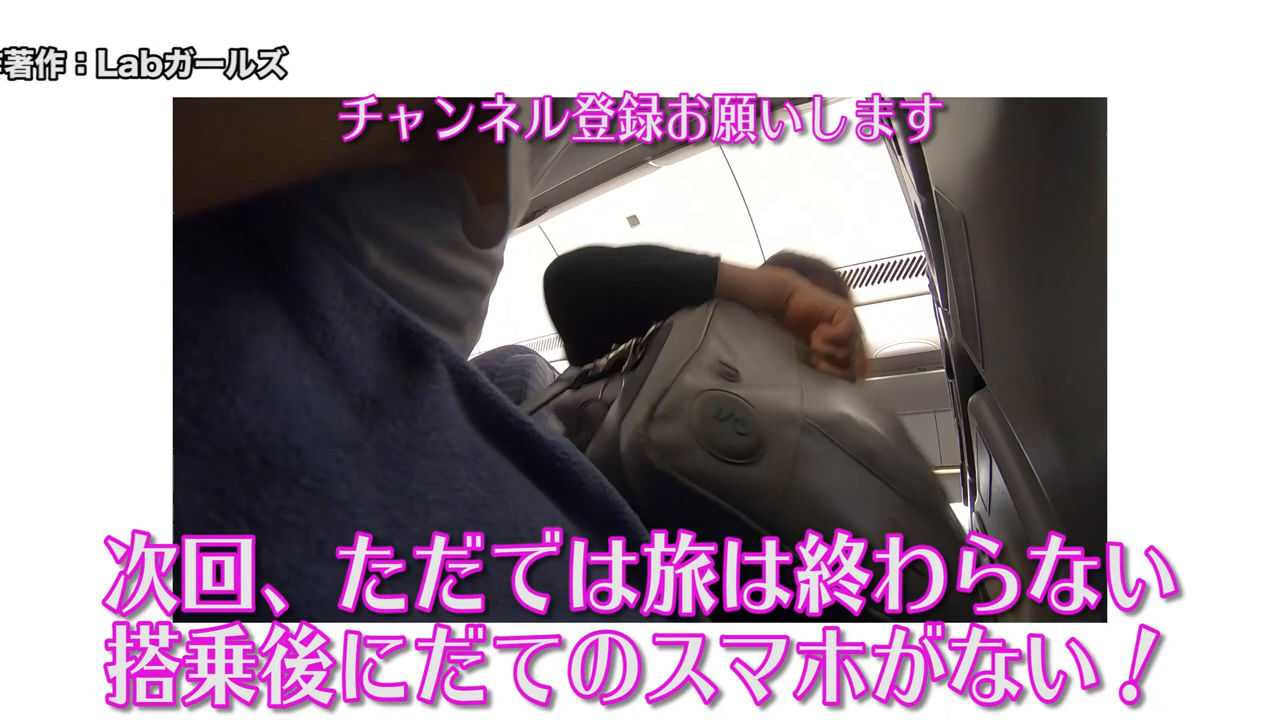 著作：Labガールズ
チャンネル登録お願いします
次回、ただでは旅は終わらない
搭乗後にだてのスマホがない！